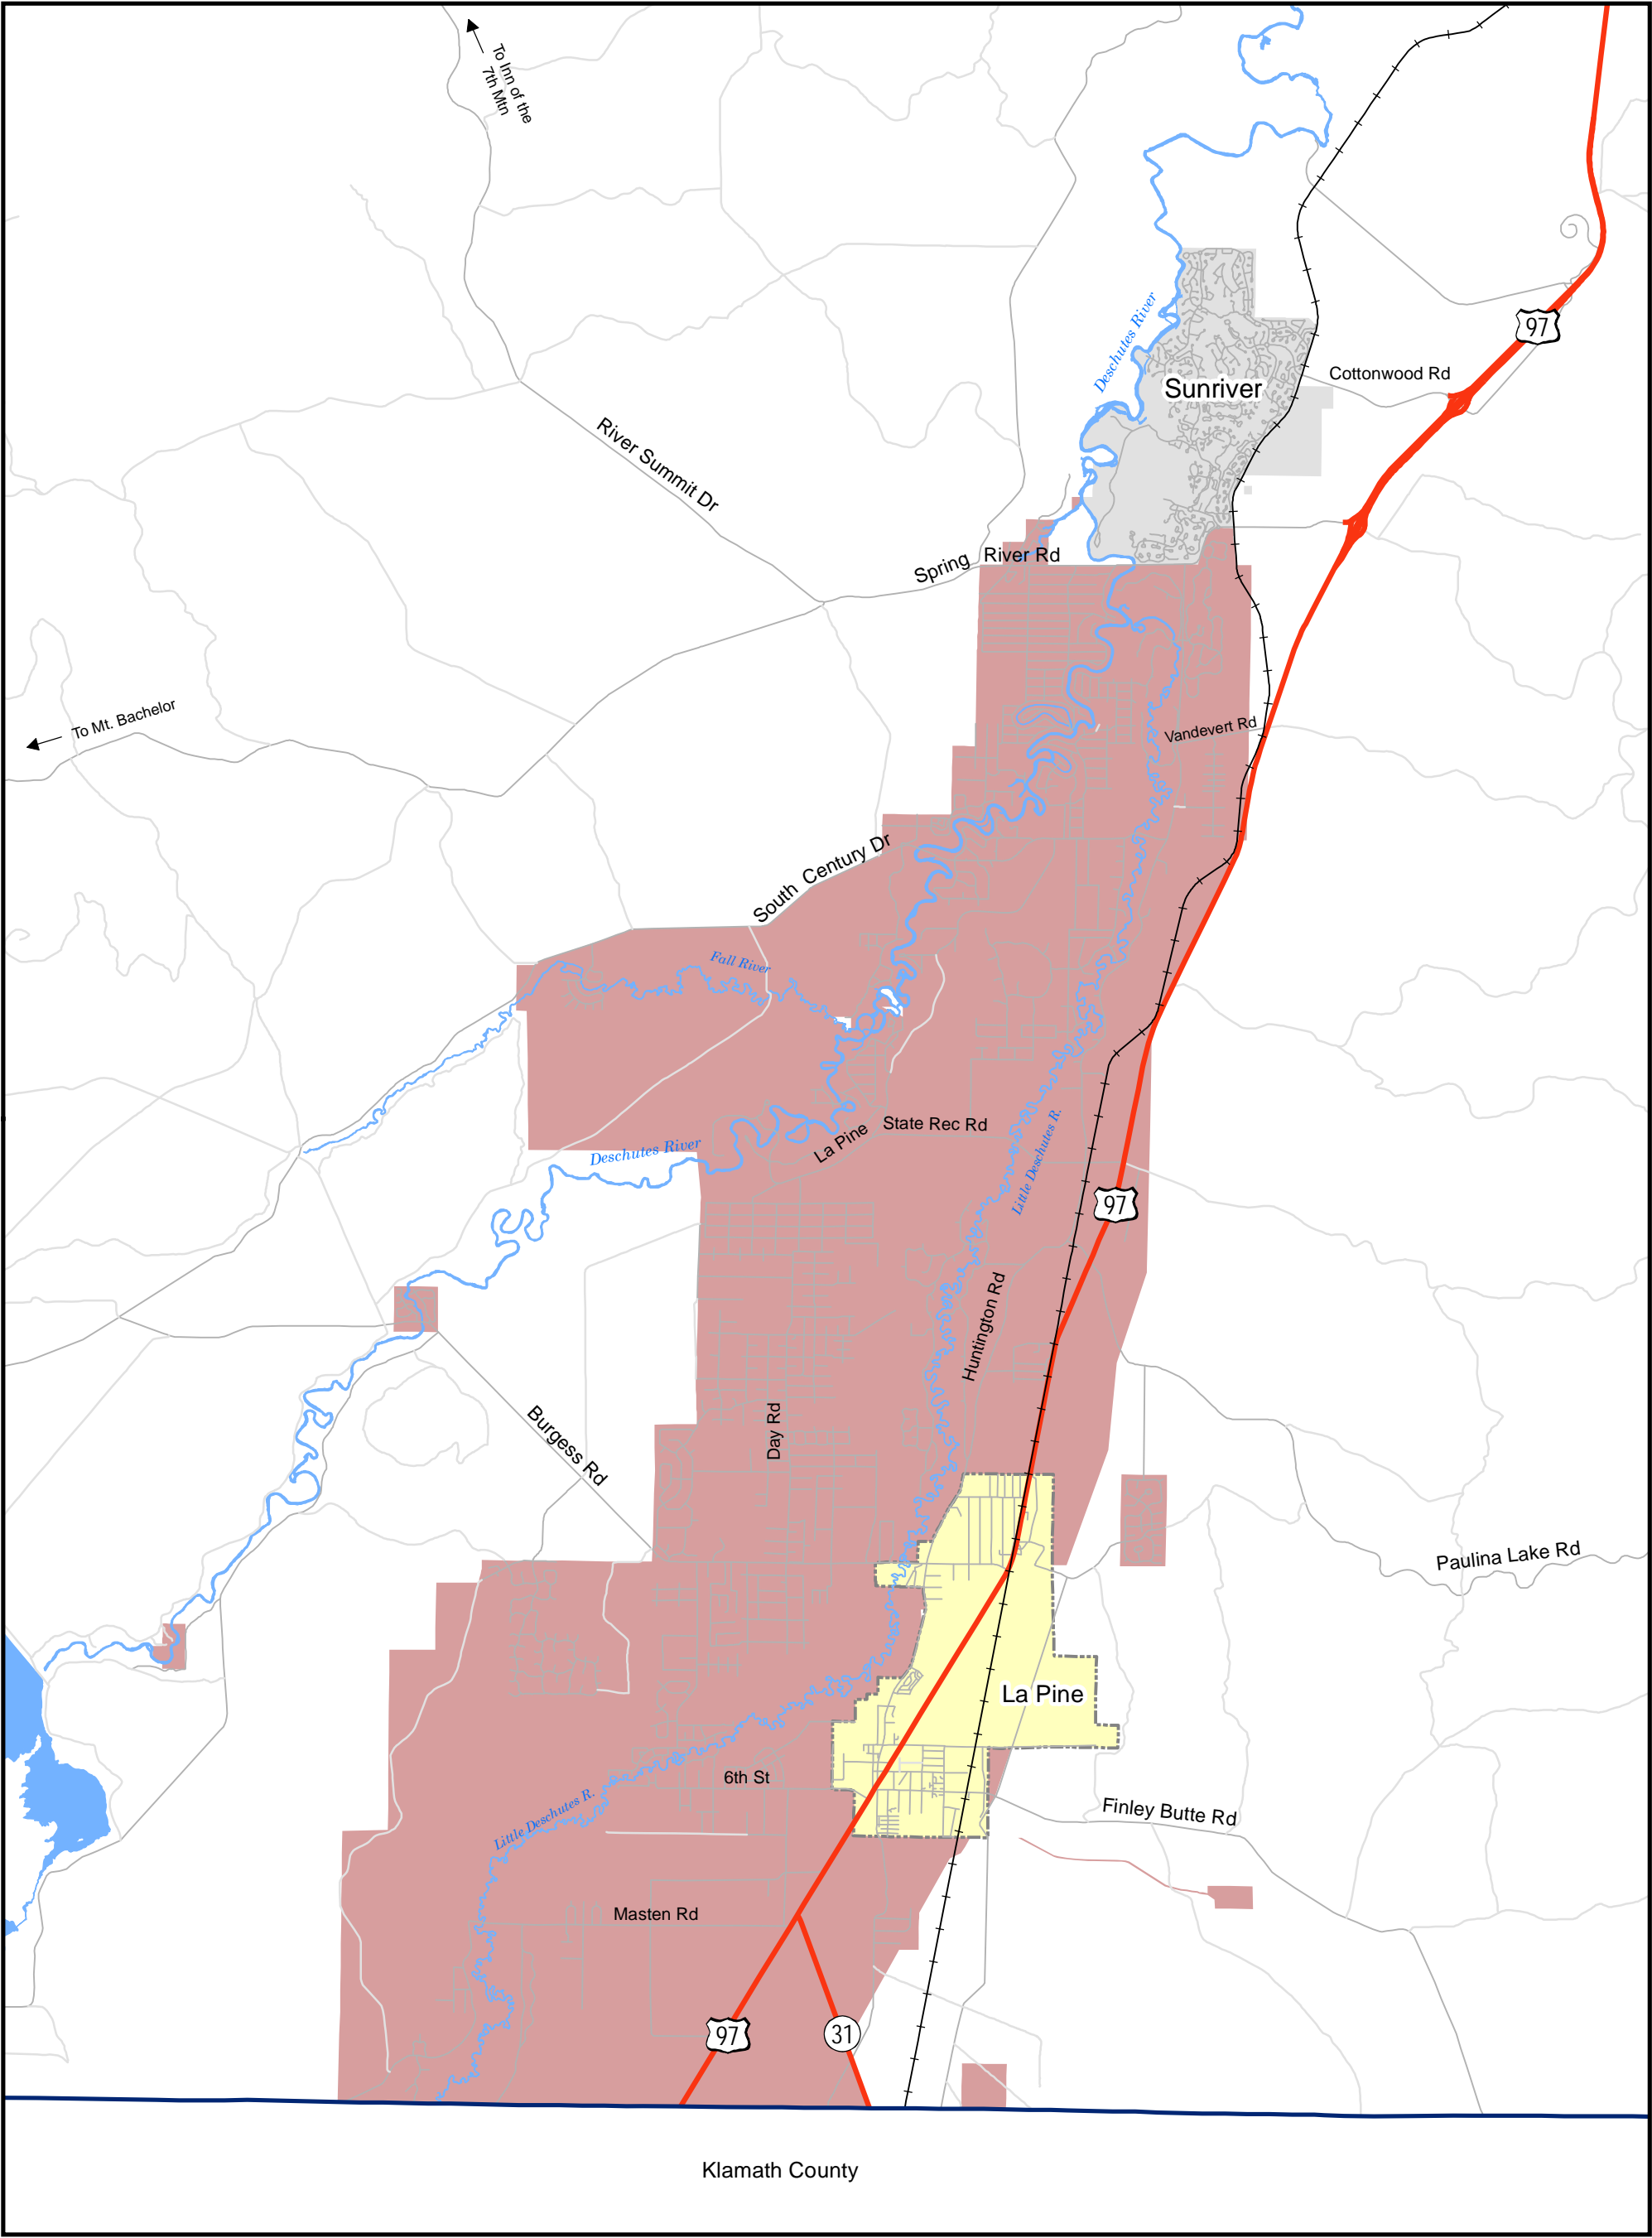 To Inn of the
7th Mtn
Deschutes River
97
Cottonwood Rd
Sunriver
River Summit Dr
Spring River Rd
To Mt. Bachelor
Vandevert Rd
South Century Dr
Fall River
State Rec Rd
La Pine
Deschutes River
Little Deschutes R.
97
Huntington Rd
Day Rd
Burgess Rd
Paulina Lake Rd
La Pine
6th St
Finley Butte Rd
Little Deschutes R.
Masten Rd
97
31
Klamath County